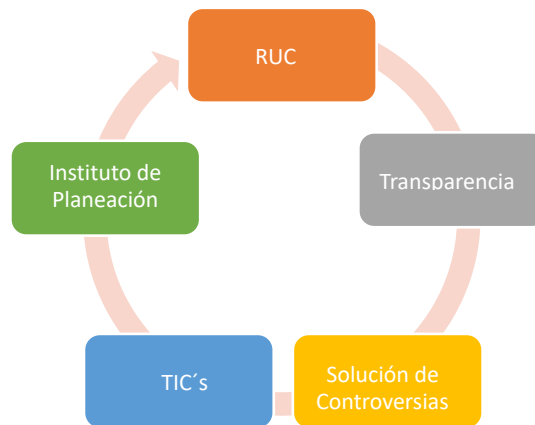 RUC
Transparencia
Solución de
Controversias
TIC´s
Instituto de
Planeación